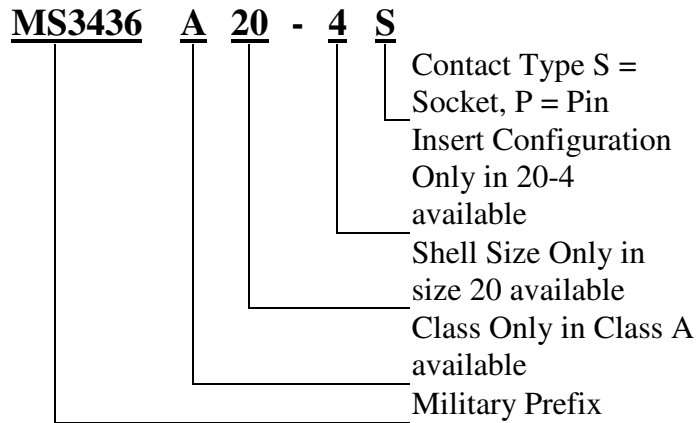 MS3436 A 20 - 4 S
Contact Type S =
Socket, P = Pin
Insert Configuration
Only in 20-4
available
Shell Size Only in
size 20 available
Class Only in Class A
available
Military Prefix